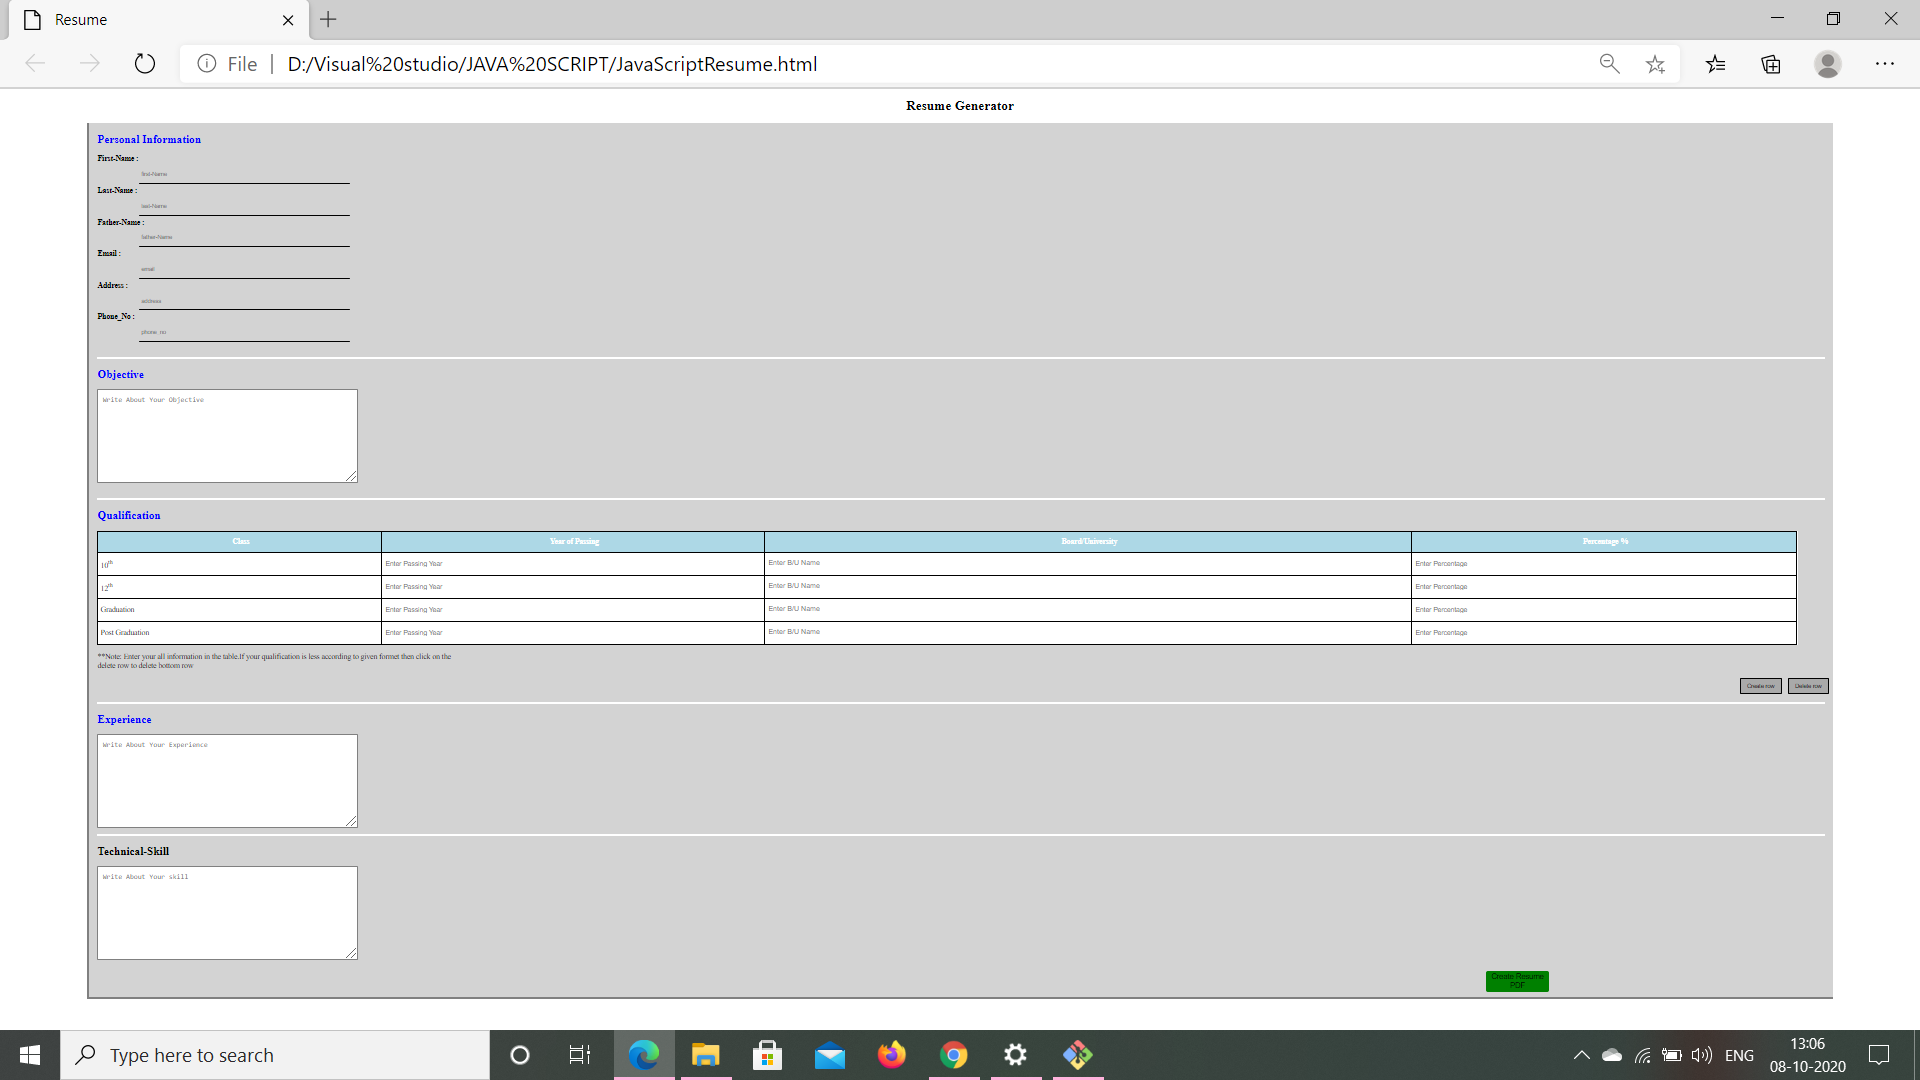 Resume
File
D:/Visual%20studio/JAVA%20SCRIPT/JavaScriptResume.html
Resume Generator
Personal Information
First-Name :
first-Name
Last-Name :
last-Name
Father-Name :
father-Name
Email :
email
Address :
address
Phone_No :
phone_no
Objective
Write About Your Objective
Qualification
Class Year of Passing Board/University Percentage %
10th Enter Passing Year Enter B/U Name Enter Percentage
12th Enter Passing Year Enter B/U Name Enter Percentage
Graduation Enter Passing Year Enter B/U Name Enter Percentage
Post Graduation Enter Passing Year Enter B/U Name Enter Percentage
**Note: Enter your all information in the table.If your qualification is less according to given formet then click on the
delete row to delete bottom row
Create row Delete row
Experience
Write About Your Experience
Technical-Skill
Write About Your skill
Create Resume
PDF
Type here to search
ENG
13:06
08-10-2020